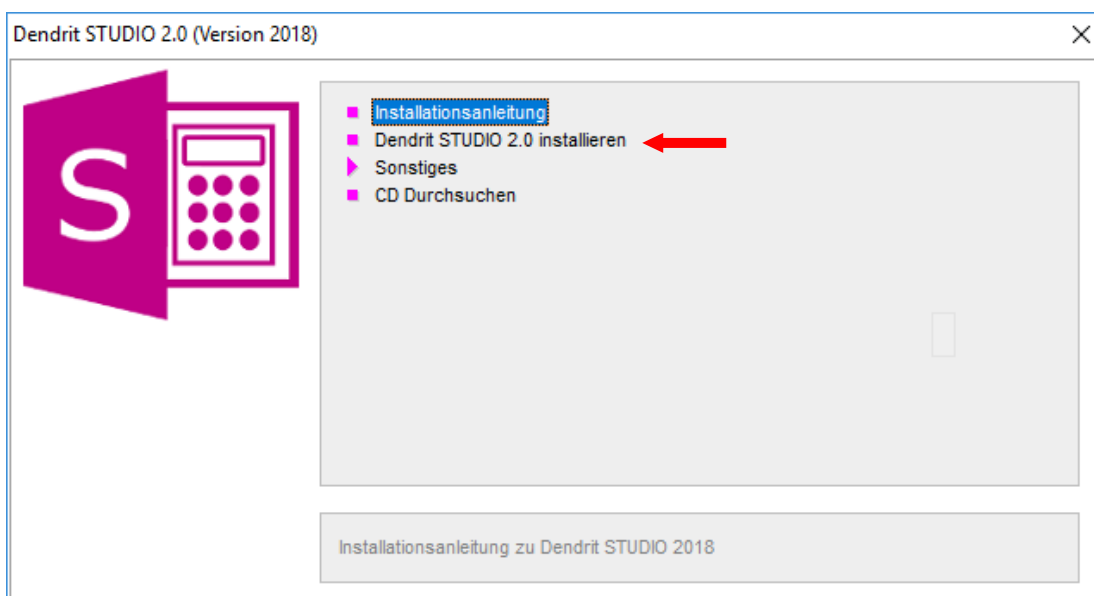 Dendrit STUDIO 2.0 (Version 2018)
S
Installationsanleitung
Dendrit STUDIO 2.0 installieren
Sonstiges
CD Durchsuchen
Installationsanleitung zu Dendrit STUDIO 2018